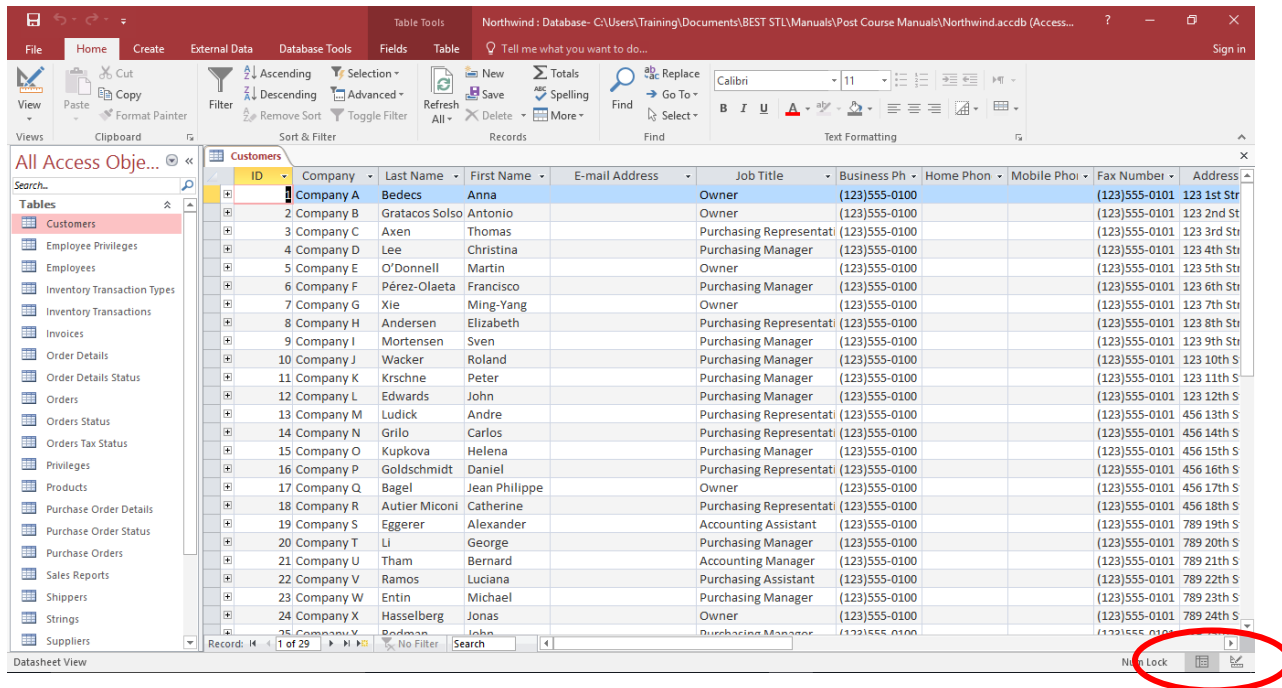 Table Tools Northwind : Database- C:\Users\Training\Documents\BEST STL\Manuals\Post Course Manuals\Northwind.accdb (Access... ?
File Home Create External Data Database Tools Fields Table Tell me what you want to do... Sign in
View Paste Cut Copy Format Painter
Filter Ascending Descending Remove Sort Selection Advanced Toggle Filter
Refresh All New Save Delete Totals Spelling More
Find Replace Go To Select
Calibri 11
B I U A
Views Clipboard Sort & Filter Records Find Text Formatting
All Access Obje... «
Search..
Tables
Customers
Employee Privileges
Employees
Inventory Transaction Types
Inventory Transactions
Invoices
Order Details
Order Details Status
Orders
Orders Status
Orders Tax Status
Privileges
Products
Purchase Order Details
Purchase Order Status
Purchase Orders
Sales Reports
Shippers
Strings
Suppliers
Customers
ID Company Last Name First Name E-mail Address Job Title Business Ph Home Phon Mobile Phon Fax Number Address
1 Company A Bedecs Anna Owner (123)555-0100 (123)555-0101 123 1st Str
2 Company B Gratacos Solso Antonio Owner (123)555-0100 (123)555-0101 123 2nd St
3 Company C Axen Thomas Purchasing Representati (123)555-0100 (123)555-0101 123 3rd Str
4 Company D Lee Christina Purchasing Manager (123)555-0100 (123)555-0101 123 4th Str
5 Company E O’Donnell Martin Owner (123)555-0100 (123)555-0101 123 5th Str
6 Company F Pérez-Olaeta Francisco Purchasing Manager (123)555-0100 (123)555-0101 123 6th Str
7 Company G Xie Ming-Yang Owner (123)555-0100 (123)555-0101 123 7th Str
8 Company H Andersen Elizabeth Purchasing Representati (123)555-0100 (123)555-0101 123 8th Str
9 Company I Mortensen Sven Purchasing Manager (123)555-0100 (123)555-0101 123 9th Str
10 Company J Wacker Roland Purchasing Manager (123)555-0100 (123)555-0101 123 10th S
11 Company K Krschne Peter Purchasing Manager (123)555-0100 (123)555-0101 123 11th S
12 Company L Edwards John Purchasing Manager (123)555-0100 (123)555-0101 123 12th S
13 Company M Ludick Andre Purchasing Representati (123)555-0100 (123)555-0101 456 13th S
14 Company N Grilo Carlos Purchasing Representati (123)555-0100 (123)555-0101 456 14th S
15 Company O Kupkova Helena Purchasing Manager (123)555-0100 (123)555-0101 456 15th S
16 Company P Goldschmidt Daniel Purchasing Representati (123)555-0100 (123)555-0101 456 16th S
17 Company Q Bagel Jean Philippe Owner (123)555-0100 (123)555-0101 456 17th S
18 Company R Autier Miconi Catherine Purchasing Representati (123)555-0100 (123)555-0101 456 18th S
19 Company S Eggerer Alexander Accounting Assistant (123)555-0100 (123)555-0101 789 19th S
20 Company T Li George Purchasing Manager (123)555-0100 (123)555-0101 789 20th S
21 Company U Tham Bernard Accounting Manager (123)555-0100 (123)555-0101 789 21th S
22 Company V Ramos Luciana Purchasing Assistant (123)555-0100 (123)555-0101 789 22th S
23 Company W Entin Michael Purchasing Manager (123)555-0100 (123)555-0101 789 23th S
24 Company X Hasselberg Jonas Owner (123)555-0100 (123)555-0101 789 24th S
25 Company Y Rodman John Purchasing Manager (123)555-0100 (123)555-0101
Record: 1 of 29 No Filter Search
Datasheet View Num Lock